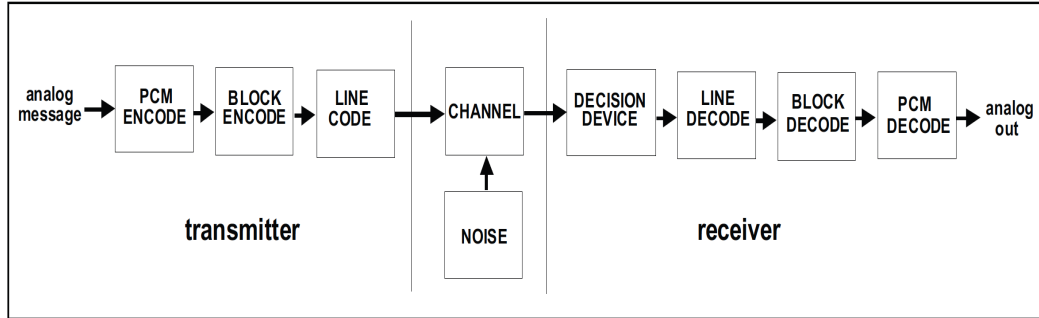 analog
message
PCM
ENCODE
BLOCK
ENCODE
LINE
CODE
CHANNEL
NOISE
DECISION
DEVICE
LINE
DECODE
BLOCK
DECODE
PCM
DECODE
analog
out
transmitter
receiver